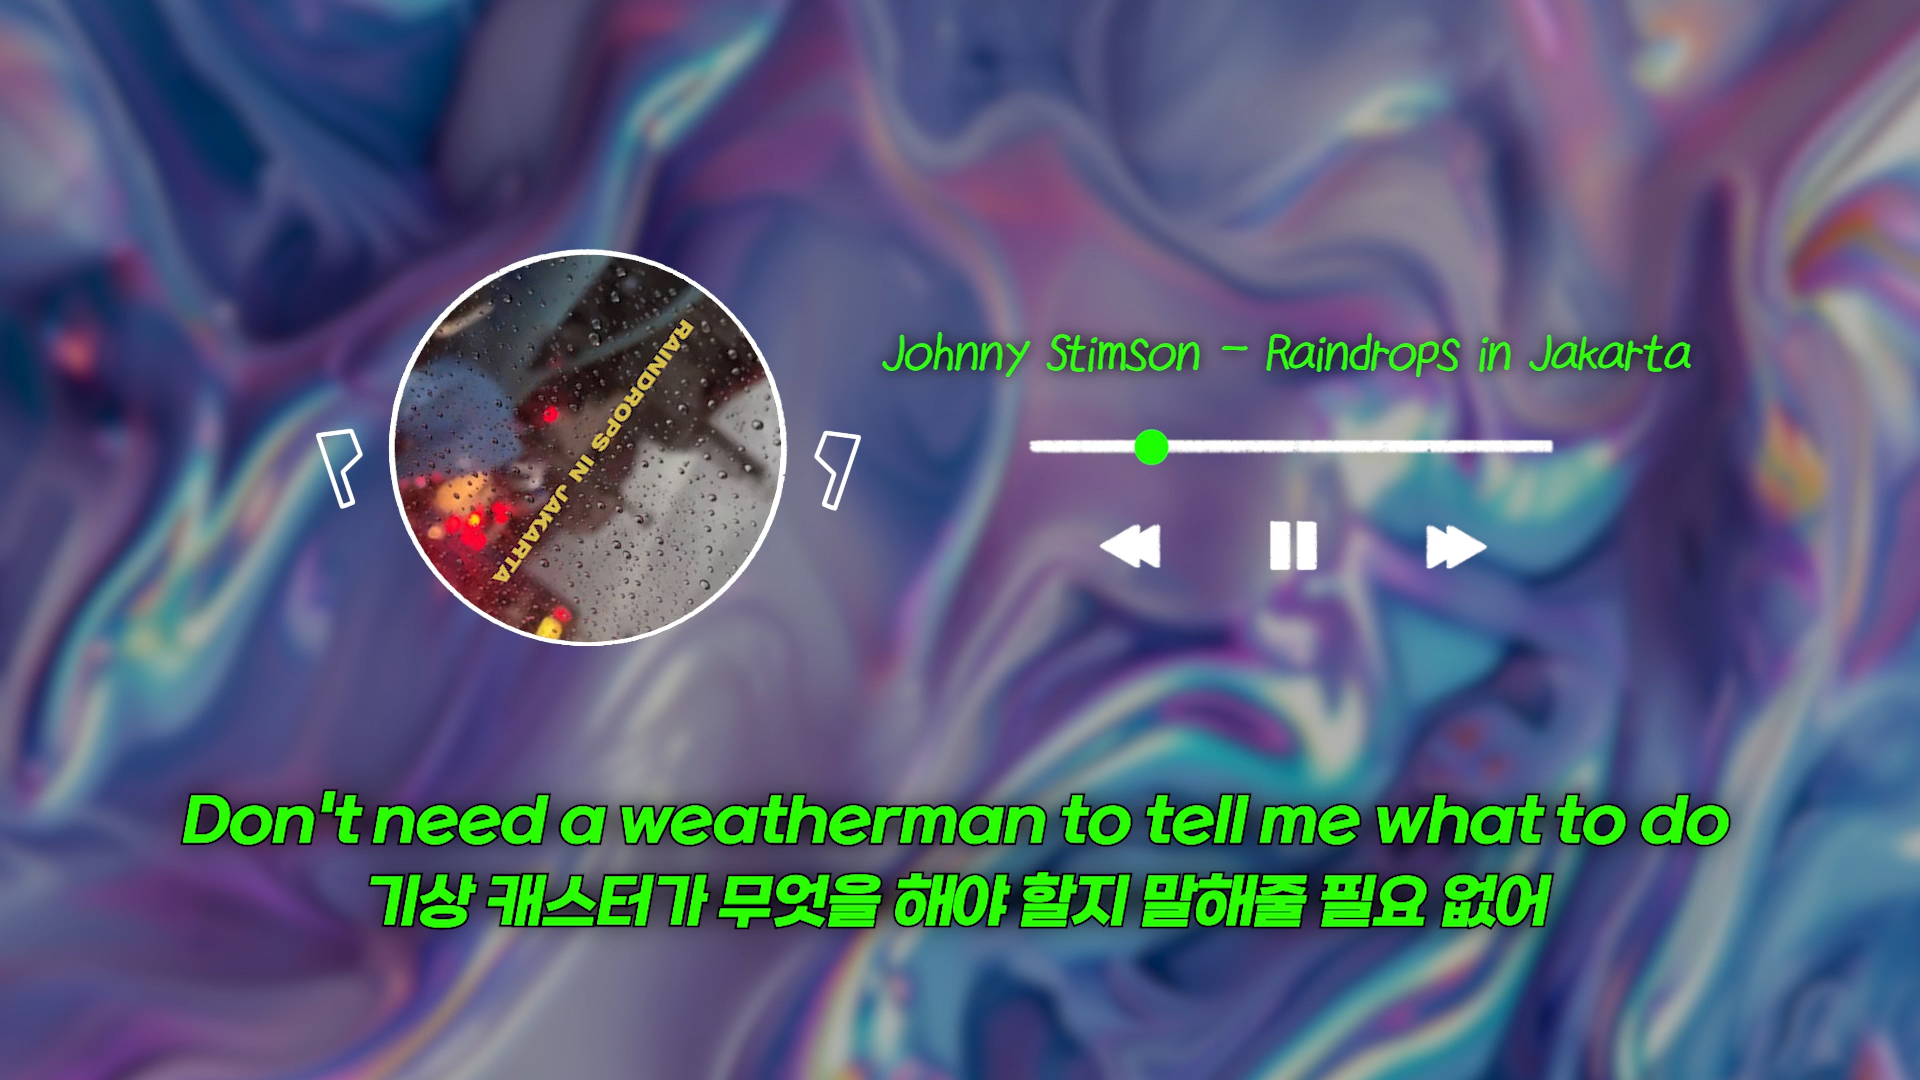 Johnny Stimson - Raindrops in Jakarta
RAINDROPS IN JAKARTA
Don't need a weatherman to tell me what to do
기상 캐스터가 무엇을 해야 할지 말해줄 필요 없어